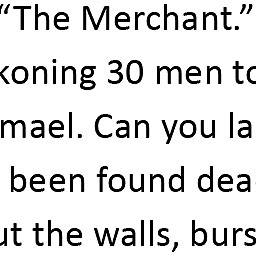 “The Merchant.”
koning 30 men to
mael. Can you la
been found dea
ut the walls, burs